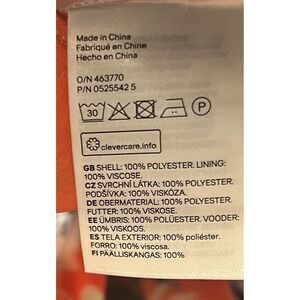 Made in China
Fabriqué en Chine
Hecho en China
O/N 463770
P/N 0525542 5
30
P
clevercare.info
GB SHELL: 100% POLYESTER. LINING:
100% VISCOSE.
CZ SVRCHNÍ LÁTKA: 100% POLYESTER.
PODŠÍVKA: 100% VISKÓZA.
DE OBERMATERIAL: 100% POLYESTER.
FUTTER: 100% VISKOSE.
EE ÜMBRIS: 100% POLÜESTER. VOODER:
100% VISKOOS.
ES TELA EXTERIOR: 100% poliéster.
FORRO: 100% viscosa.
FI PÄÄLLISKANGAS: 100%